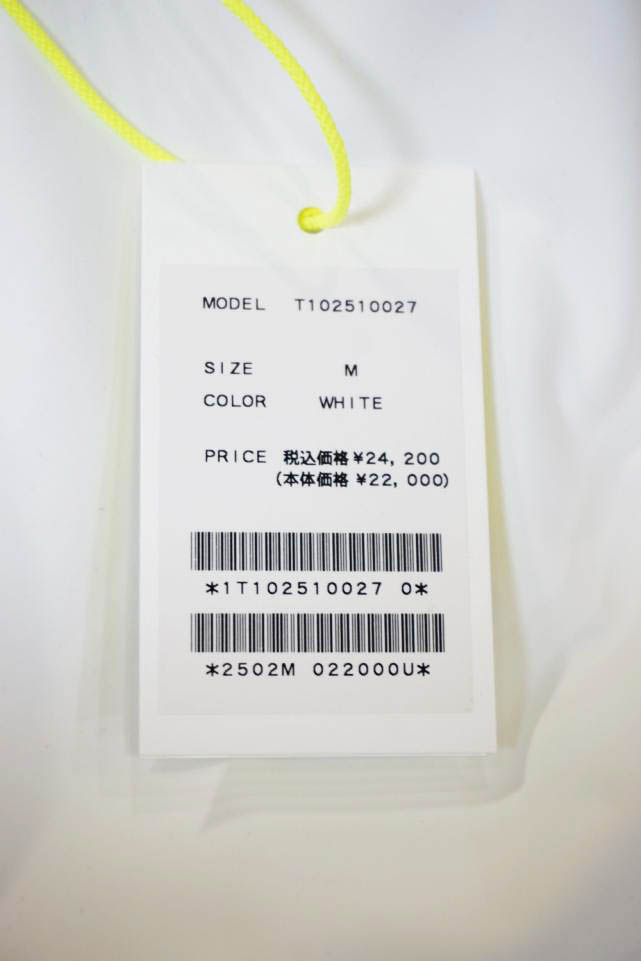 MODEL T102510027
SIZE M
COLOR WHITE
PRICE 税込価格¥24,200
(本体価格 ¥22,000)
*1T102510027 0*
*2502M 022000U*